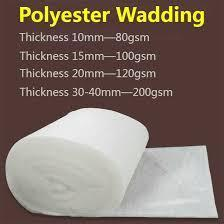 Polyester Wadding
Thickness 10mm—80gsm
Thickness 15mm—100gsm
Thickness 20mm—120gsm
Thickness 30-40mm—200gsm